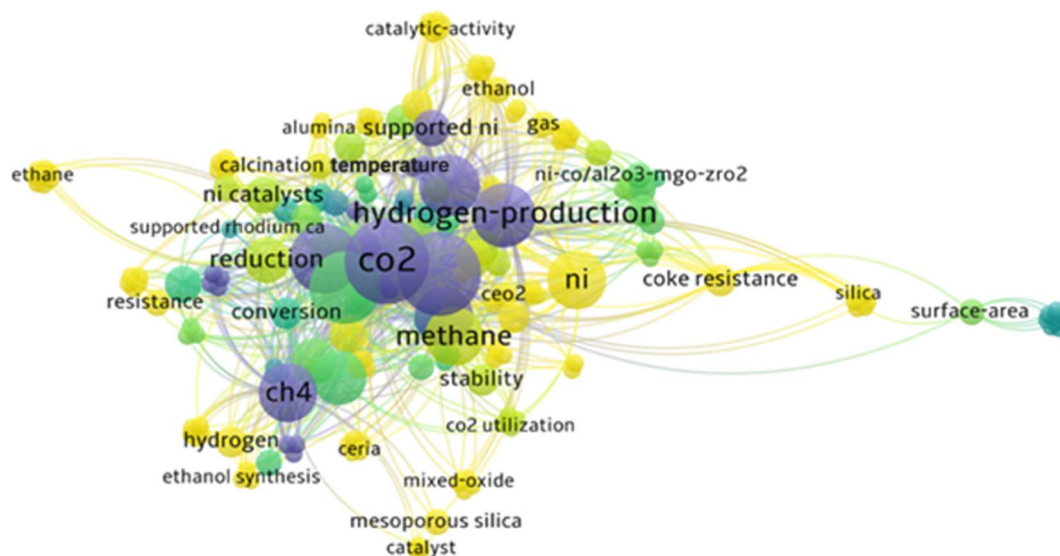 catalytic-activity
ethanol
gas
alumina
supported ni
calcination temperature
ethane
ni-co/al2o3-mgo-zro2
ni catalysts
hydrogen-production
supported rhodium ca
reduction
co2
ni
coke resistance
ceo2
silica
resistance
conversion
surface-area
methane
stability
ch4
co2 utilization
hydrogen
ceria
ethanol synthesis
mixed-oxide
mesoporous silica
catalyst